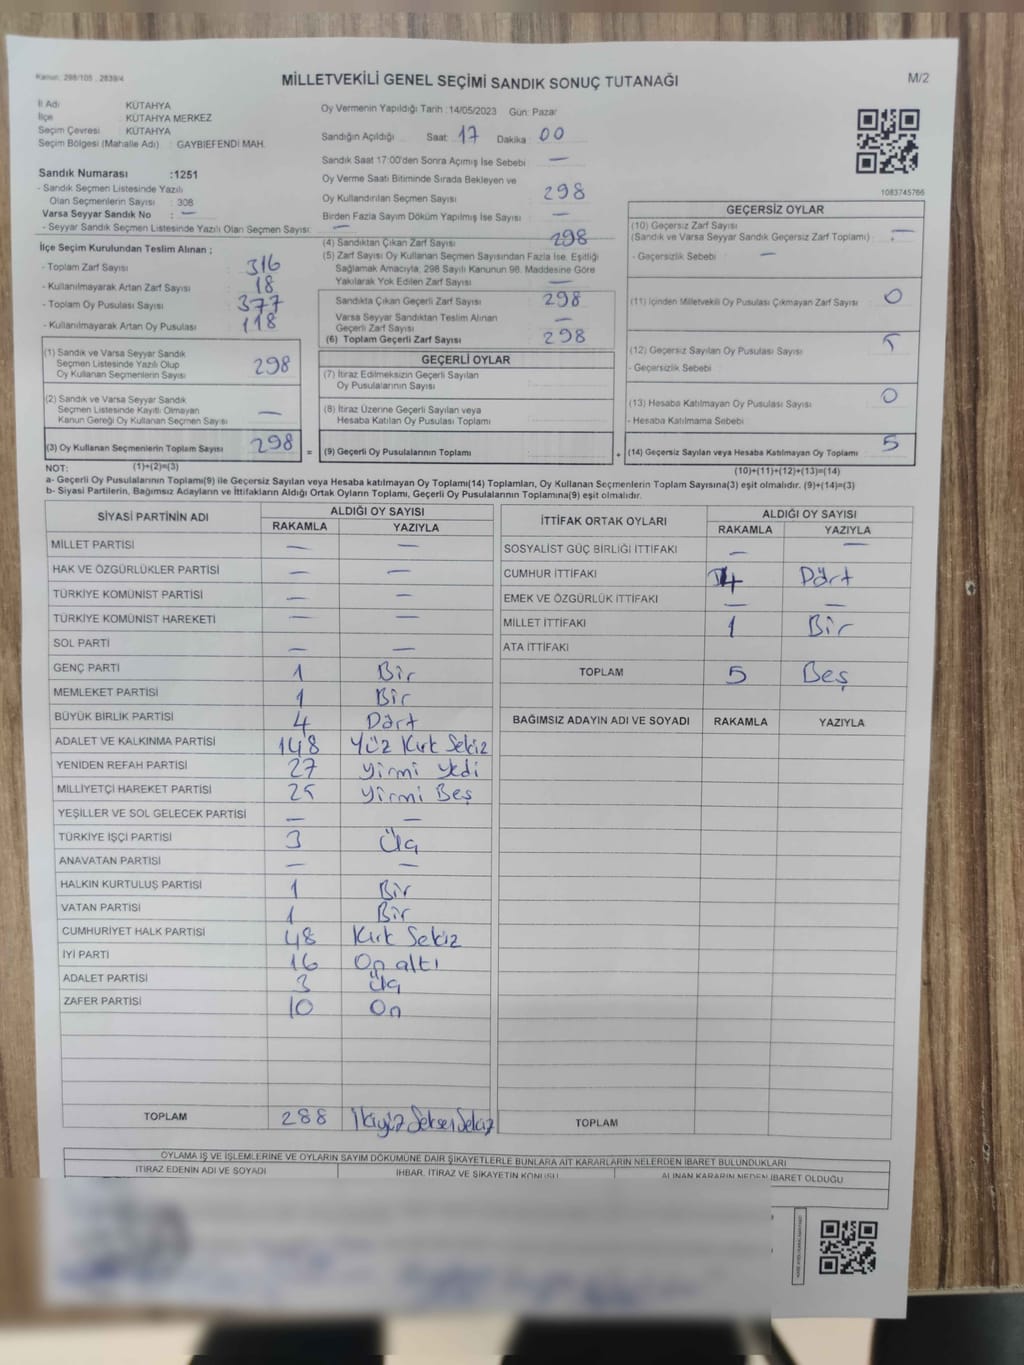 Kanun: 298/105 , 2839/4
MİLLETVEKİLİ GENEL SEÇİMİ SANDIK SONUÇ TUTANAĞI
M/2
İl Adı : KÜTAHYA
İlçe : KÜTAHYA MERKEZ
Seçim Çevresi : KÜTAHYA
Seçim Bölgesi (Mahalle Adı) : GAYBİEFENDİ MAH.
Sandık Numarası :1251
- Sandık Seçmen Listesinde Yazılı
Olan Seçmenlerin Sayısı : 308
Varsa Seyyar Sandık No : —
- Seyyar Sandık Seçmen Listesinde Yazılı Olan Seçmen Sayısı: —
İlçe Seçim Kurulundan Teslim Alınan ;
- Toplam Zarf Sayısı 316
- Kullanılmayarak Artan Zarf Sayısı 18
- Toplam Oy Pusulası Sayısı 377
- Kullanılmayarak Artan Oy Pusulası 118
(1) Sandık ve Varsa Seyyar Sandık
Seçmen Listesinde Yazılı Olup
Oy Kullanan Seçmenlerin Sayısı 298
(2) Sandık ve Varsa Seyyar Sandık
Seçmen Listesinde Kayıtlı Olmayan
Kanun Gereği Oy Kullanan Seçmen Sayısı —
(3) Oy Kullanan Seçmenlerin Toplam Sayısı 298
(1)+(2)=(3)
Oy Vermenin Yapıldığı Tarih :14/05/2023 Gün: Pazar
Sandığın Açıldığı Saat: 17 Dakika : 00
Sandık Saat 17:00'den Sonra Açımış İse Sebebi —
Oy Verme Saati Bitiminde Sırada Bekleyen ve
Oy Kullandırılan Seçmen Sayısı 298
Birden Fazla Sayım Döküm Yapılmış İse Sayısı : —
(4) Sandıktan Çıkan Zarf Sayısı 298
(5) Zarf Sayısı Oy Kullanan Seçmen Sayısından Fazla İse, Eşitliği
Sağlamak Amacıyla, 298 Sayılı Kanunun 98. Maddesine Göre
Yakılarak Yok Edilen Zarf Sayısı —
Sandıkta Çıkan Geçerli Zarf Sayısı 298
Varsa Seyyar Sandıktan Teslim Alınan
Geçerli Zarf Sayısı —
(6) Toplam Geçerli Zarf Sayısı 298
GEÇERLİ OYLAR
(7) İtiraz Edilmeksizin Geçerli Sayılan
Oy Pusulalarının Sayısı
(8) İtiraz Üzerine Geçerli Sayılan veya
Hesaba Katılan Oy Pusulası Toplamı
= (9) Geçerli Oy Pusulalarının Toplamı +
1083745766
GEÇERSİZ OYLAR
(10) Geçersiz Zarf Sayısı
(Sandık ve Varsa Seyyar Sandık Geçersiz Zarf Toplamı) : —
- Geçersizlik Sebebi : —
(11) İçinden Milletvekili Oy Pusulası Çıkmayan Zarf Sayısı 0
(12) Geçersiz Sayılan Oy Pusulası Sayısı 5
- Geçersizlik Sebebi
(13) Hesaba Katılmayan Oy Pusulası Sayısı 0
- Hesaba Katılmama Sebebi
(14) Geçersiz Sayılan veya Hesaba Katılmayan Oy Toplamı 5
(10)+(11)+(12)+(13)=(14)
NOT:
a- Geçerli Oy Pusulalarının Toplamı(9) ile Geçersiz Sayılan veya Hesaba katılmayan Oy Toplamı(14) Toplamları, Oy Kullanan Seçmenlerin Toplam Sayısına(3) eşit olmalıdır. (9)+(14)=(3)
b- Siyasi Partilerin, Bağımsız Adayların ve İttifakların Aldığı Ortak Oyların Toplamı, Geçerli Oy Pusulalarının Toplamına(9) eşit olmalıdır.
SİYASİ PARTİNİN ADI ALDIĞI OY SAYISI
RAKAMLA YAZIYLA
MİLLET PARTİSİ — —
HAK VE ÖZGÜRLÜKLER PARTİSİ — —
TÜRKİYE KOMÜNİST PARTİSİ — —
TÜRKİYE KOMÜNİST HAREKETİ — —
SOL PARTİ — —
GENÇ PARTİ 1 Bir
MEMLEKET PARTİSİ 1 Bir
BÜYÜK BİRLİK PARTİSİ 4 Dört
ADALET VE KALKINMA PARTİSİ 148 Yüz Kırk Sekiz
YENİDEN REFAH PARTİSİ 27 Yirmi Yedi
MİLLİYETÇİ HAREKET PARTİSİ 25 Yirmi Beş
YEŞİLLER VE SOL GELECEK PARTİSİ — —
TÜRKİYE İŞÇİ PARTİSİ 3 Üç
ANAVATAN PARTİSİ — —
HALKIN KURTULUŞ PARTİSİ 1 Bir
VATAN PARTİSİ 1 Bir
CUMHURİYET HALK PARTİSİ 48 Kırk Sekiz
İYİ PARTİ 16 On altı
ADALET PARTİSİ 3 Üç
ZAFER PARTİSİ 10 On
TOPLAM 288 İkiyüz Seksen Sekiz
İTTİFAK ORTAK OYLARI ALDIĞI OY SAYISI
RAKAMLA YAZIYLA
SOSYALİST GÜÇ BİRLİĞİ İTTİFAKI — —
CUMHUR İTTİFAKI 4 Dört
EMEK VE ÖZGÜRLÜK İTTİFAKI — —
MİLLET İTTİFAKI 1 Bir
ATA İTTİFAKI
TOPLAM 5 Beş
BAĞIMSIZ ADAYIN ADI VE SOYADI RAKAMLA YAZIYLA
TOPLAM
OYLAMA İŞ VE İŞLEMLERİNE VE OYLARIN SAYIM DÖKÜMÜNE DAİR ŞİKAYETLERLE BUNLARA AİT KARARLARIN NELERDEN İBARET BULUNDUKLARI
İTİRAZ EDENİN ADI VE SOYADI İHBAR, İTİRAZ VE ŞİKAYETİN KONUSU ALINAN KARARIN NEDEN İBARET OLDUĞU